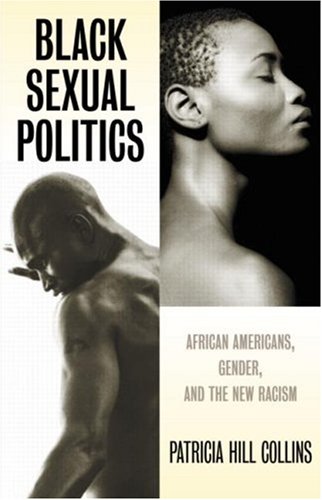 BLACK
SEXUAL
POLITICS
AFRICAN AMERICANS,
GENDER,
AND THE NEW RACISM
PATRICIA HILL COLLINS